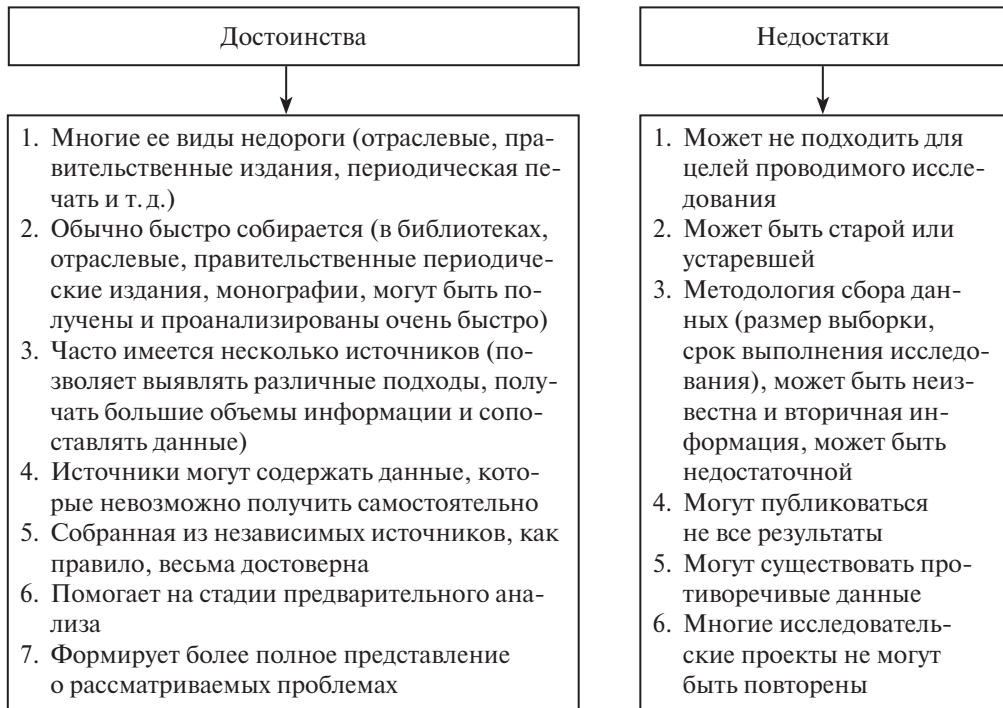 Достоинства
1. Многие ее виды недороги (отраслевые, пра-
вительственные издания, периодическая пе-
чать и т. д.)
2. Обычно быстро собирается (в библиотеках,
отраслевые, правительственные периодиче-
ские издания, монографии, могут быть по-
лучены и проанализированы очень быстро)
3. Часто имеется несколько источников (по-
зволяет выявлять различные подходы, полу-
чать большие объемы информации и сопо-
ставлять данные)
4. Источники могут содержать данные, кото-
рые невозможно получить самостоятельно
5. Собранная из независимых источников, как
правило, весьма достоверна
6. Помогает на стадии предварительного ана-
лиза
7. Формирует более полное представление
о рассматриваемых проблемах
Недостатки
1. Может не подходить для
целей проводимого иссле-
дования
2. Может быть старой или
устаревшей
3. Методология сбора дан-
ных (размер выборки,
срок выполнения исследо-
вания), может быть неиз-
вестна и вторичная ин-
формация, может быть
недостаточной
4. Могут публиковаться
не все результаты
5. Могут существовать про-
тиворечивые данные
6. Многие исследователь-
ские проекты не могут
быть повторены